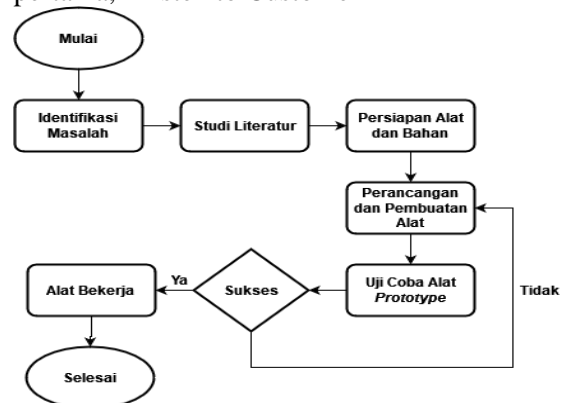 Mulai
Identifikasi
Masalah
Studi Literatur
Persiapan Alat
dan Bahan
Perancangan
dan Pembuatan
Alat
Uji Coba Alat
Prototype
Sukses
Ya
Alat Bekerja
Tidak
Selesai